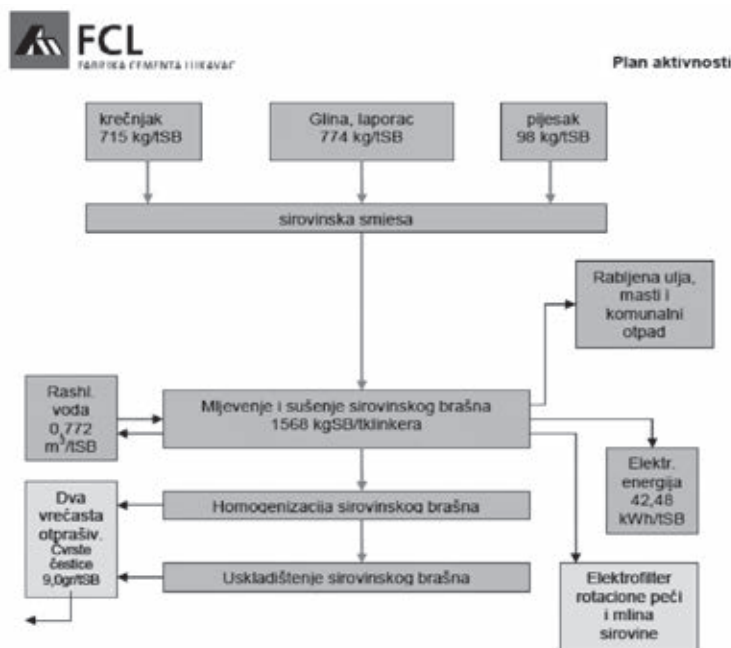 FCL
FABRIKA CEMENTA LUKAVAC
Plan aktivnosti
krečnjak
715 kg/tSB
Glina, laporac
774 kg/tSB
pijesak
98 kg/tSB
sirovinska smiesa
Rabljena ulja,
masti i
komunalni
otpad
Rashl.
voda
0,772
m³/tSB
Mljevenje i sušenje sirovinskog brašna
1568 kgSB/tklinkera
Elektr.
energija
42,48
kWh/tSB
Dva
vrećasta
otprašiv.
Čvrste
čestice
9,0gr/tSB
Homogenizacija sirovinskog brašna
Uskladištenje sirovinskog brašna
Elektrofilter
rotacione peći
i mlina
sirovine